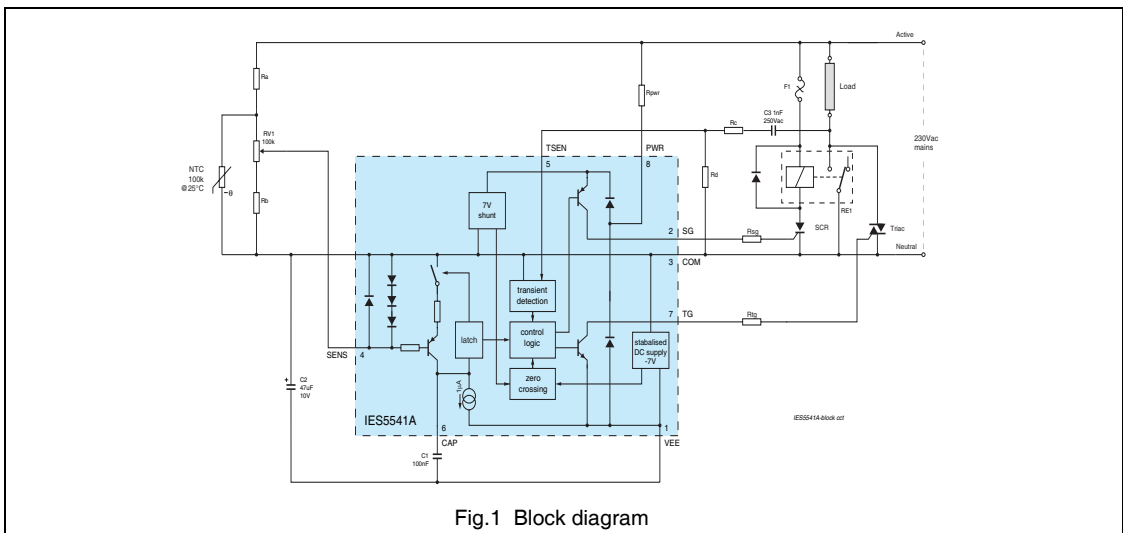 Active
Ra
Rpwr
F1
Load
C3 1nF
250Vac
Rc
RV1
100k
230Vac
mains
TSEN
PWR
5
8
NTC
100k
@25°C
-θ
Rd
Rb
7V
shunt
RE1
2
SG
Rsg
SCR
Triac
Neutral
3
COM
transient
detection
7
TG
Rtg
latch
control
logic
stabalised
DC supply
-7V
SENS
4
zero
crossing
1µA
+
C2
47uF
10V
IES5541A
IES5541A-block cct
6
1
CAP
VEE
C1
100nF
Fig.1 Block diagram